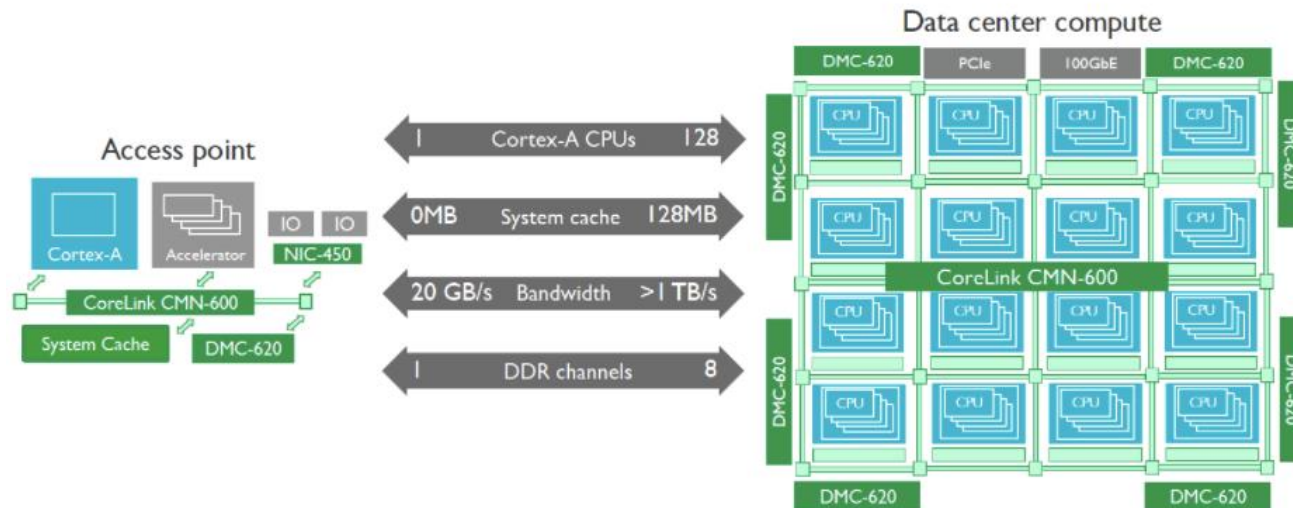 Data center compute
DMC-620 PCIe 100GbE DMC-620
DMC-620 DMC-620
CPU CPU CPU CPU
CPU CPU CPU CPU
CoreLink CMN-600
DMC-620 DMC-620
CPU CPU CPU CPU
CPU CPU CPU CPU
DMC-620 DMC-620
Access point
Cortex-A
Accelerator
IO IO
NIC-450
CoreLink CMN-600
System Cache
DMC-620
1 Cortex-A CPUs 128
0MB System cache 128MB
20 GB/s Bandwidth >1 TB/s
1 DDR channels 8